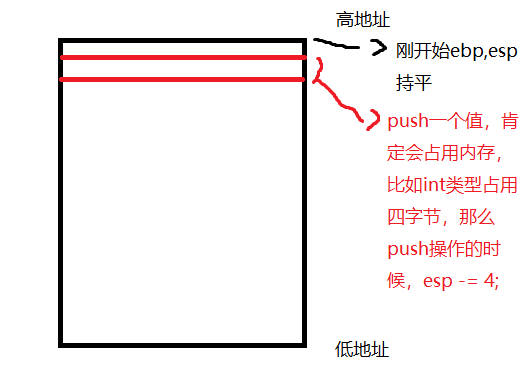 高地址
刚开始ebp,esp
持平
push一个值，肯
定会占用内存，
比如int类型占用
四字节，那么
push操作的时
候，esp -= 4;
低地址